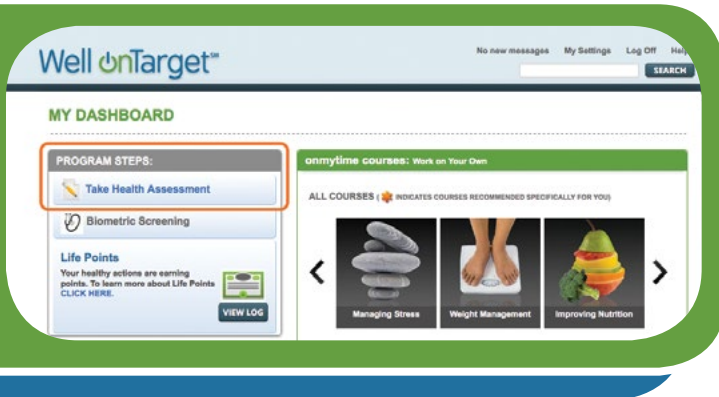 Well onTarget℠
No new messages My Settings Log Off Help
SEARCH
MY DASHBOARD
PROGRAM STEPS:
Take Health Assessment
Biometric Screening
Life Points
Your healthy actions are earning
points. To learn more about Life Points
CLICK HERE.
VIEW LOG
onmytime courses: Work on Your Own
ALL COURSES ( INDICATES COURSES RECOMMENDED SPECIFICALLY FOR YOU)
Managing Stress
Weight Management
Improving Nutrition